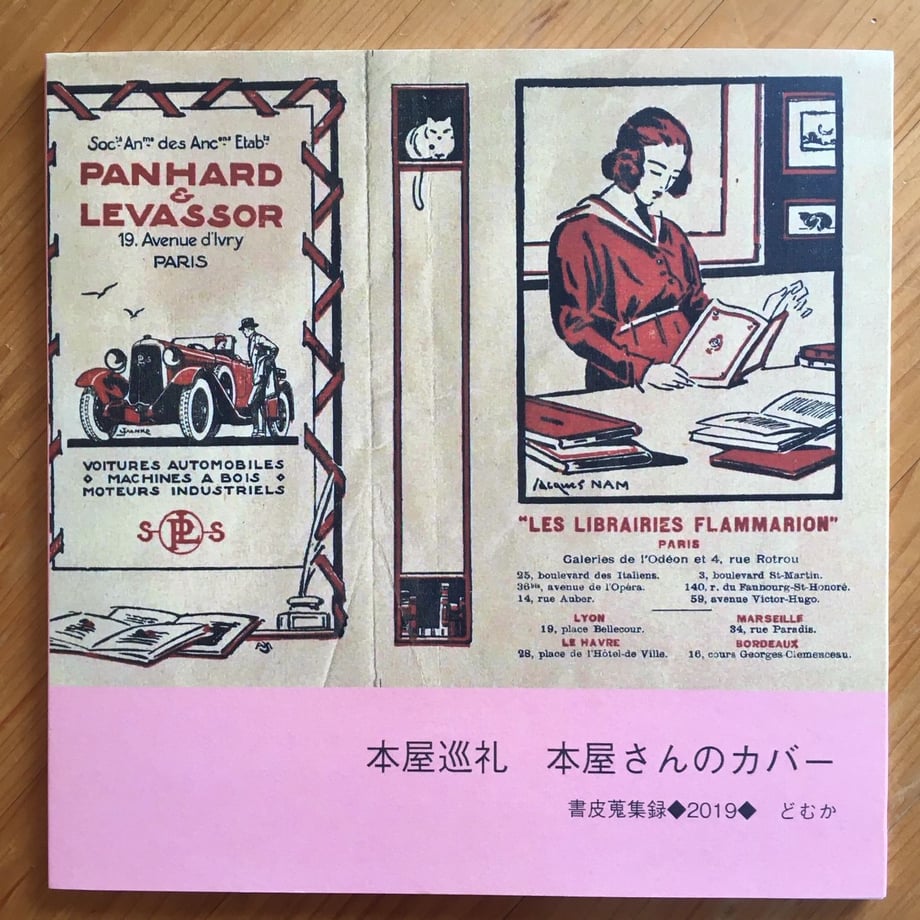 Socté Anme des Ancens Etabts
PANHARD
&
LEVASSOR
19. Avenue d'Ivry
PARIS
VOITURES AUTOMOBILES
◇ MACHINES A BOIS ◇
MOTEURS INDUSTRIELS
S PL S
JACQUES NAM
"LES LIBRAIRIES FLAMMARION"
PARIS
Galeries de l'Odéon et 4, rue Rotrou
25, boulevard des Italiens.
36bis, avenue de l'Opéra.
14, rue Auber.
3, boulevard St-Martin.
140, r. du Faubourg-St-Honoré.
59, avenue Victor-Hugo.
LYON
19, place Bellecour.
MARSEILLE
34, rue Paradis.
LE HAVRE
28, place de l'Hôtel-de Ville.
BORDEAUX
16, cours Georges-Clemenceau.
本屋巡礼 本屋さんのカバー
書皮蒐集録◆2019◆ どむか